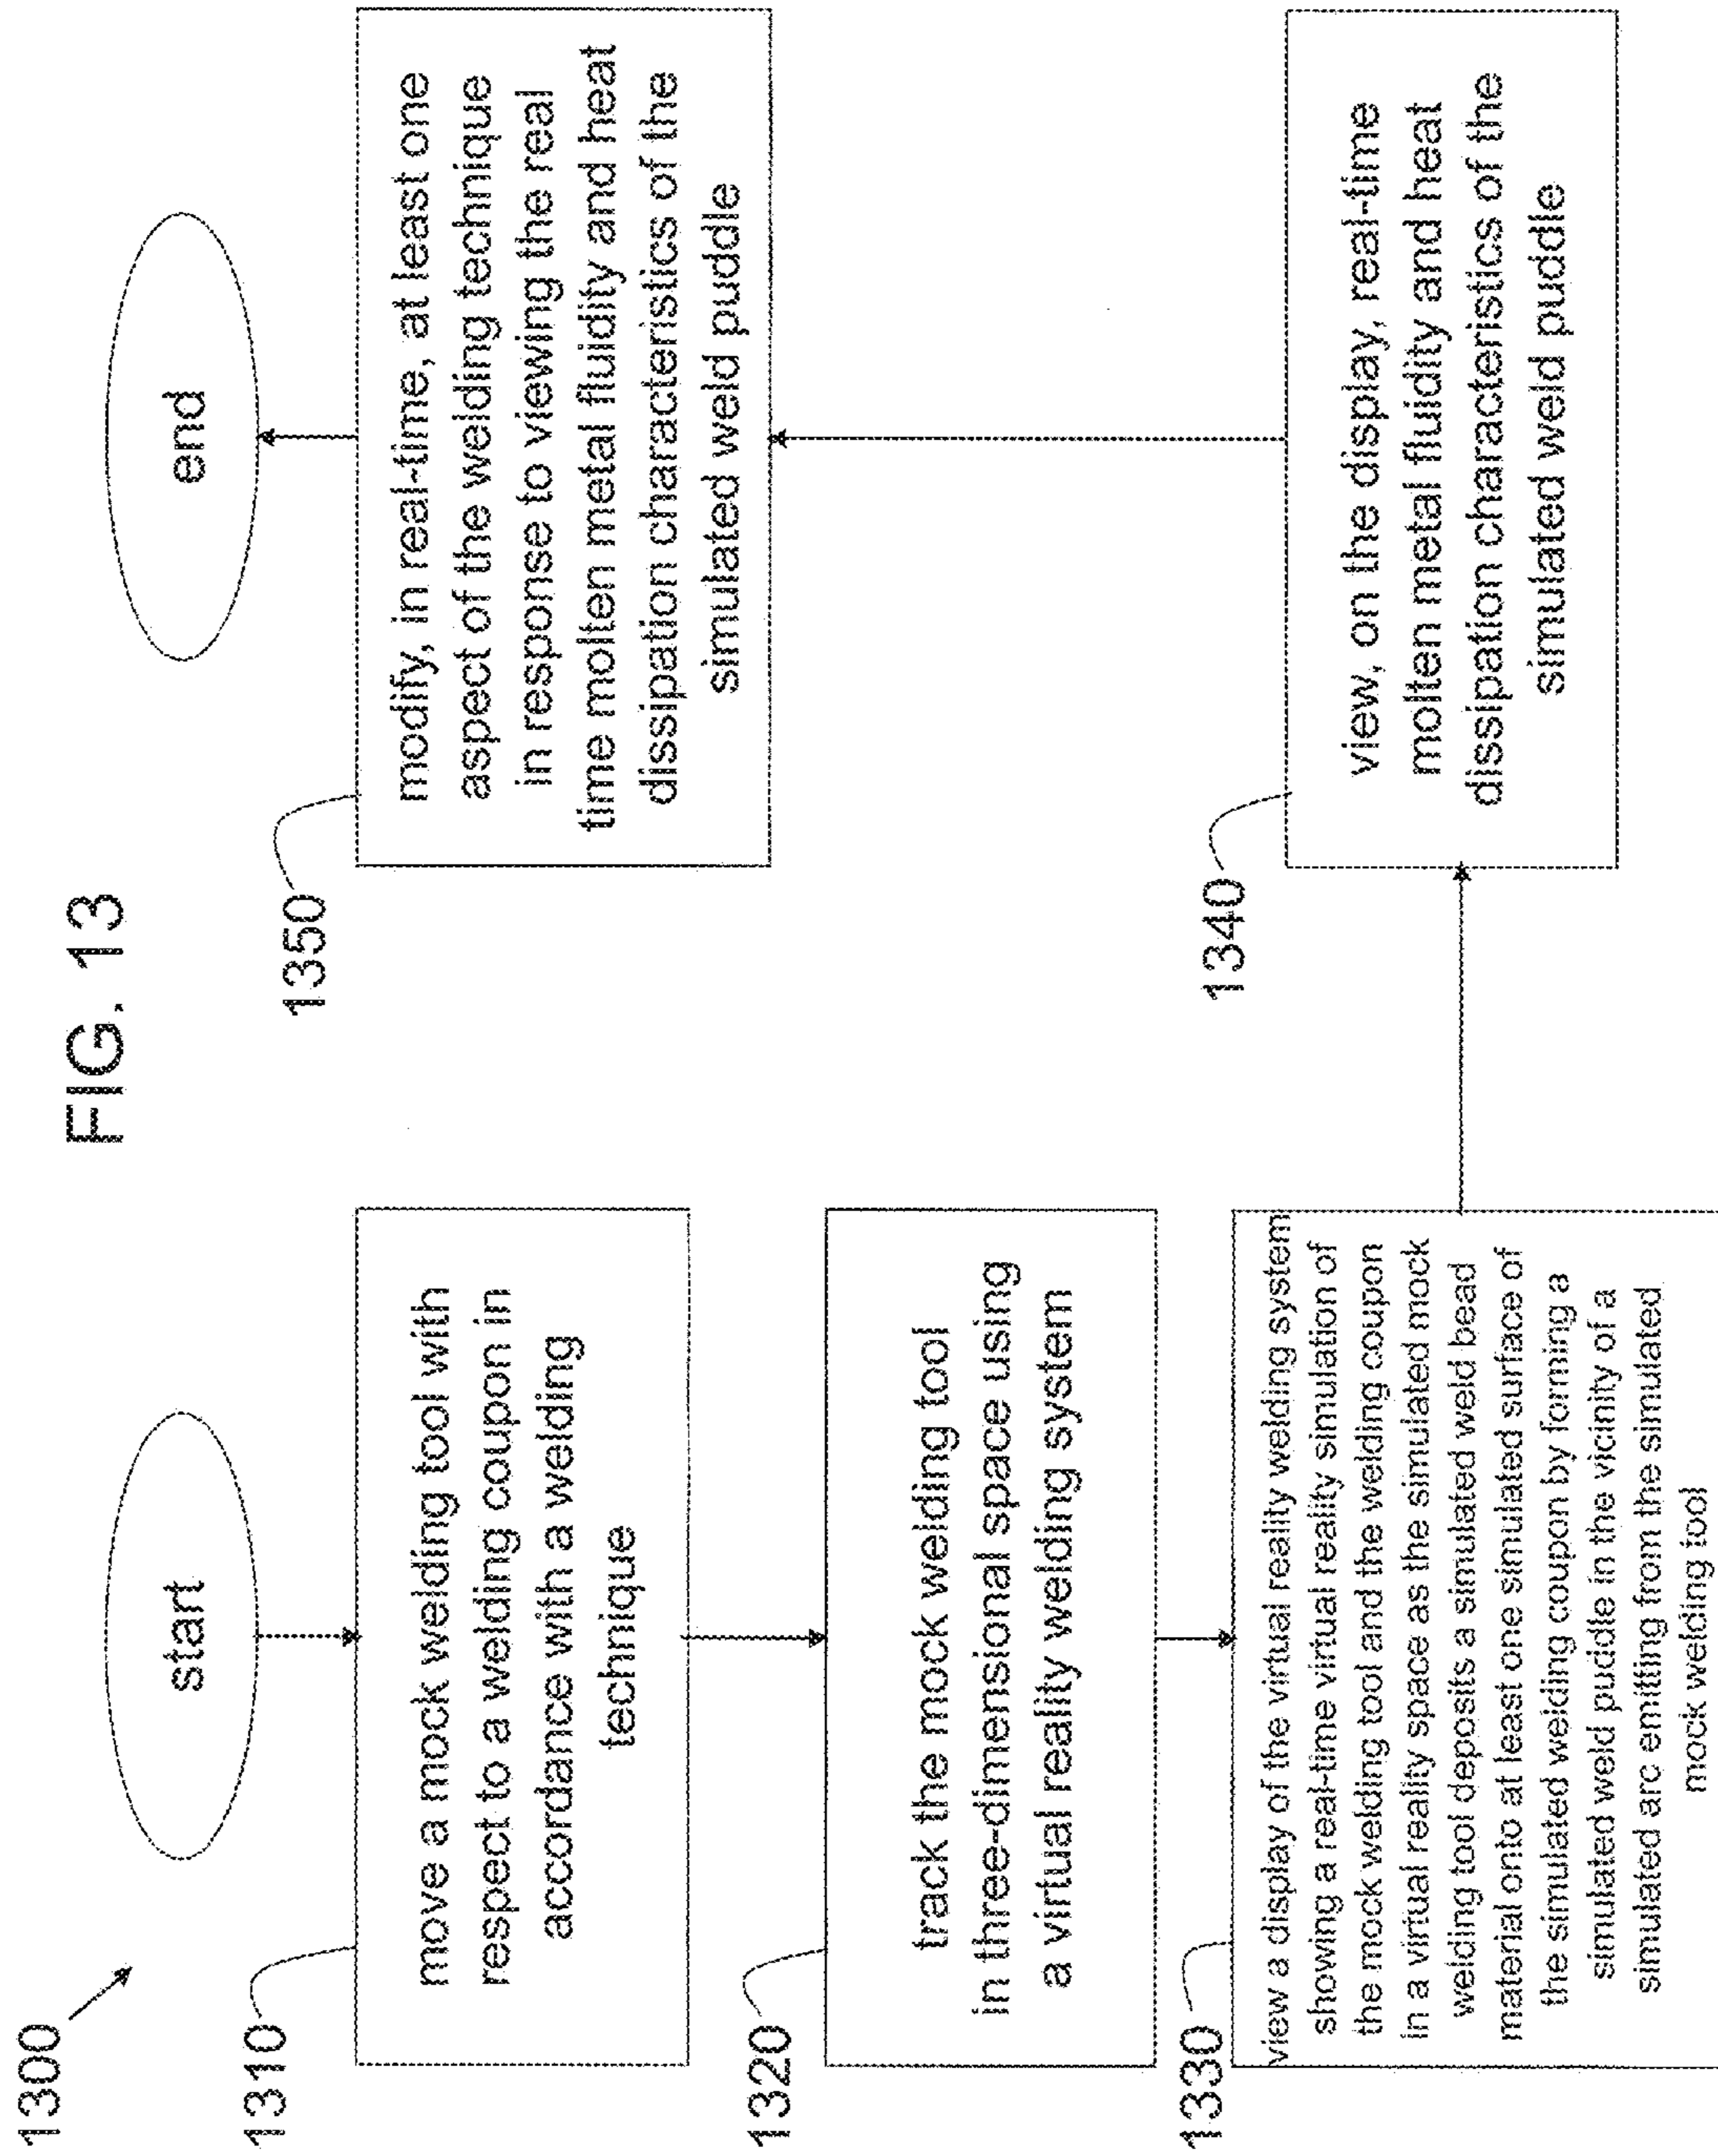 FIG. 13
1300
start
1310
move a mock welding tool with
respect to a welding coupon in
accordance with a welding
technique
1320
track the mock welding tool
in three-dimensional space using
a virtual reality welding system
1330
view a display of the virtual reality welding system
showing a real-time virtual reality simulation of
the mock welding tool and the welding coupon
in a virtual reality space as the simulated mock
welding tool deposits a simulated weld bead
material onto at least one simulated surface of
the simulated welding coupon by forming a
simulated weld puddle in the vicinity of a
simulated arc emitting from the simulated
mock welding tool
1340
view, on the display, real-time
molten metal fluidity and heat
dissipation characteristics of the
simulated weld puddle
1350
modify, in real-time, at least one
aspect of the welding technique
in response to viewing the real
time molten metal fluidity and heat
dissipation characteristics of the
simulated weld puddle
end